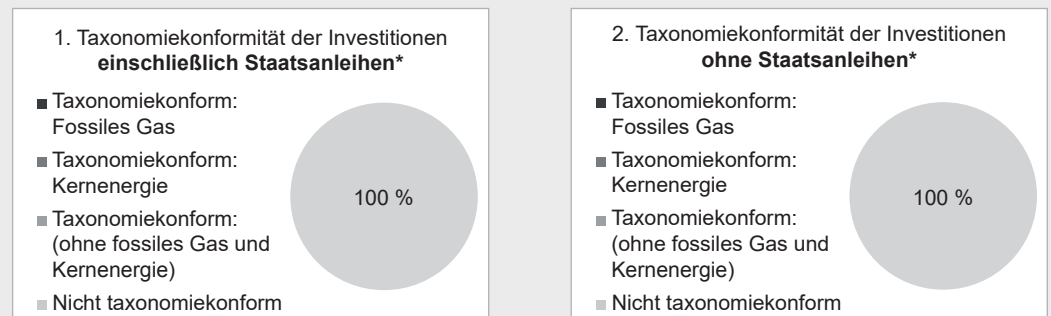 1. Taxonomiekonformität der Investitionen
einschließlich Staatsanleihen*
Taxonomiekonform:
Fossiles Gas
Taxonomiekonform:
Kernenergie
Taxonomiekonform:
(ohne fossiles Gas und
Kernenergie)
Nicht taxonomiekonform
100 %
2. Taxonomiekonformität der Investitionen
ohne Staatsanleihen*
Taxonomiekonform:
Fossiles Gas
Taxonomiekonform:
Kernenergie
Taxonomiekonform:
(ohne fossiles Gas und
Kernenergie)
Nicht taxonomiekonform
100 %